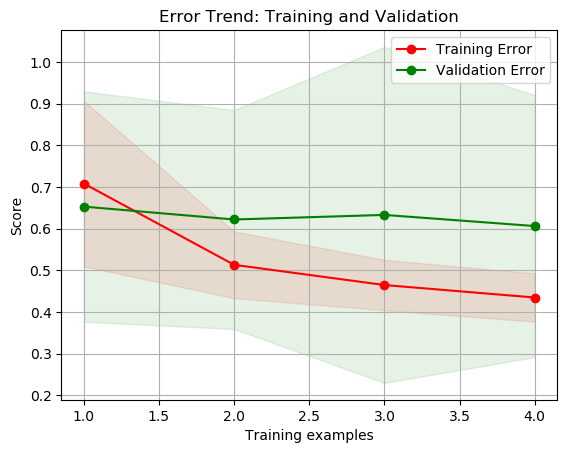 Error Trend: Training and Validation
Training Error
Validation Error
Score
1.0
0.9
0.8
0.7
0.6
0.5
0.4
0.3
0.2
1.0 1.5 2.0 2.5 3.0 3.5 4.0
Training examples